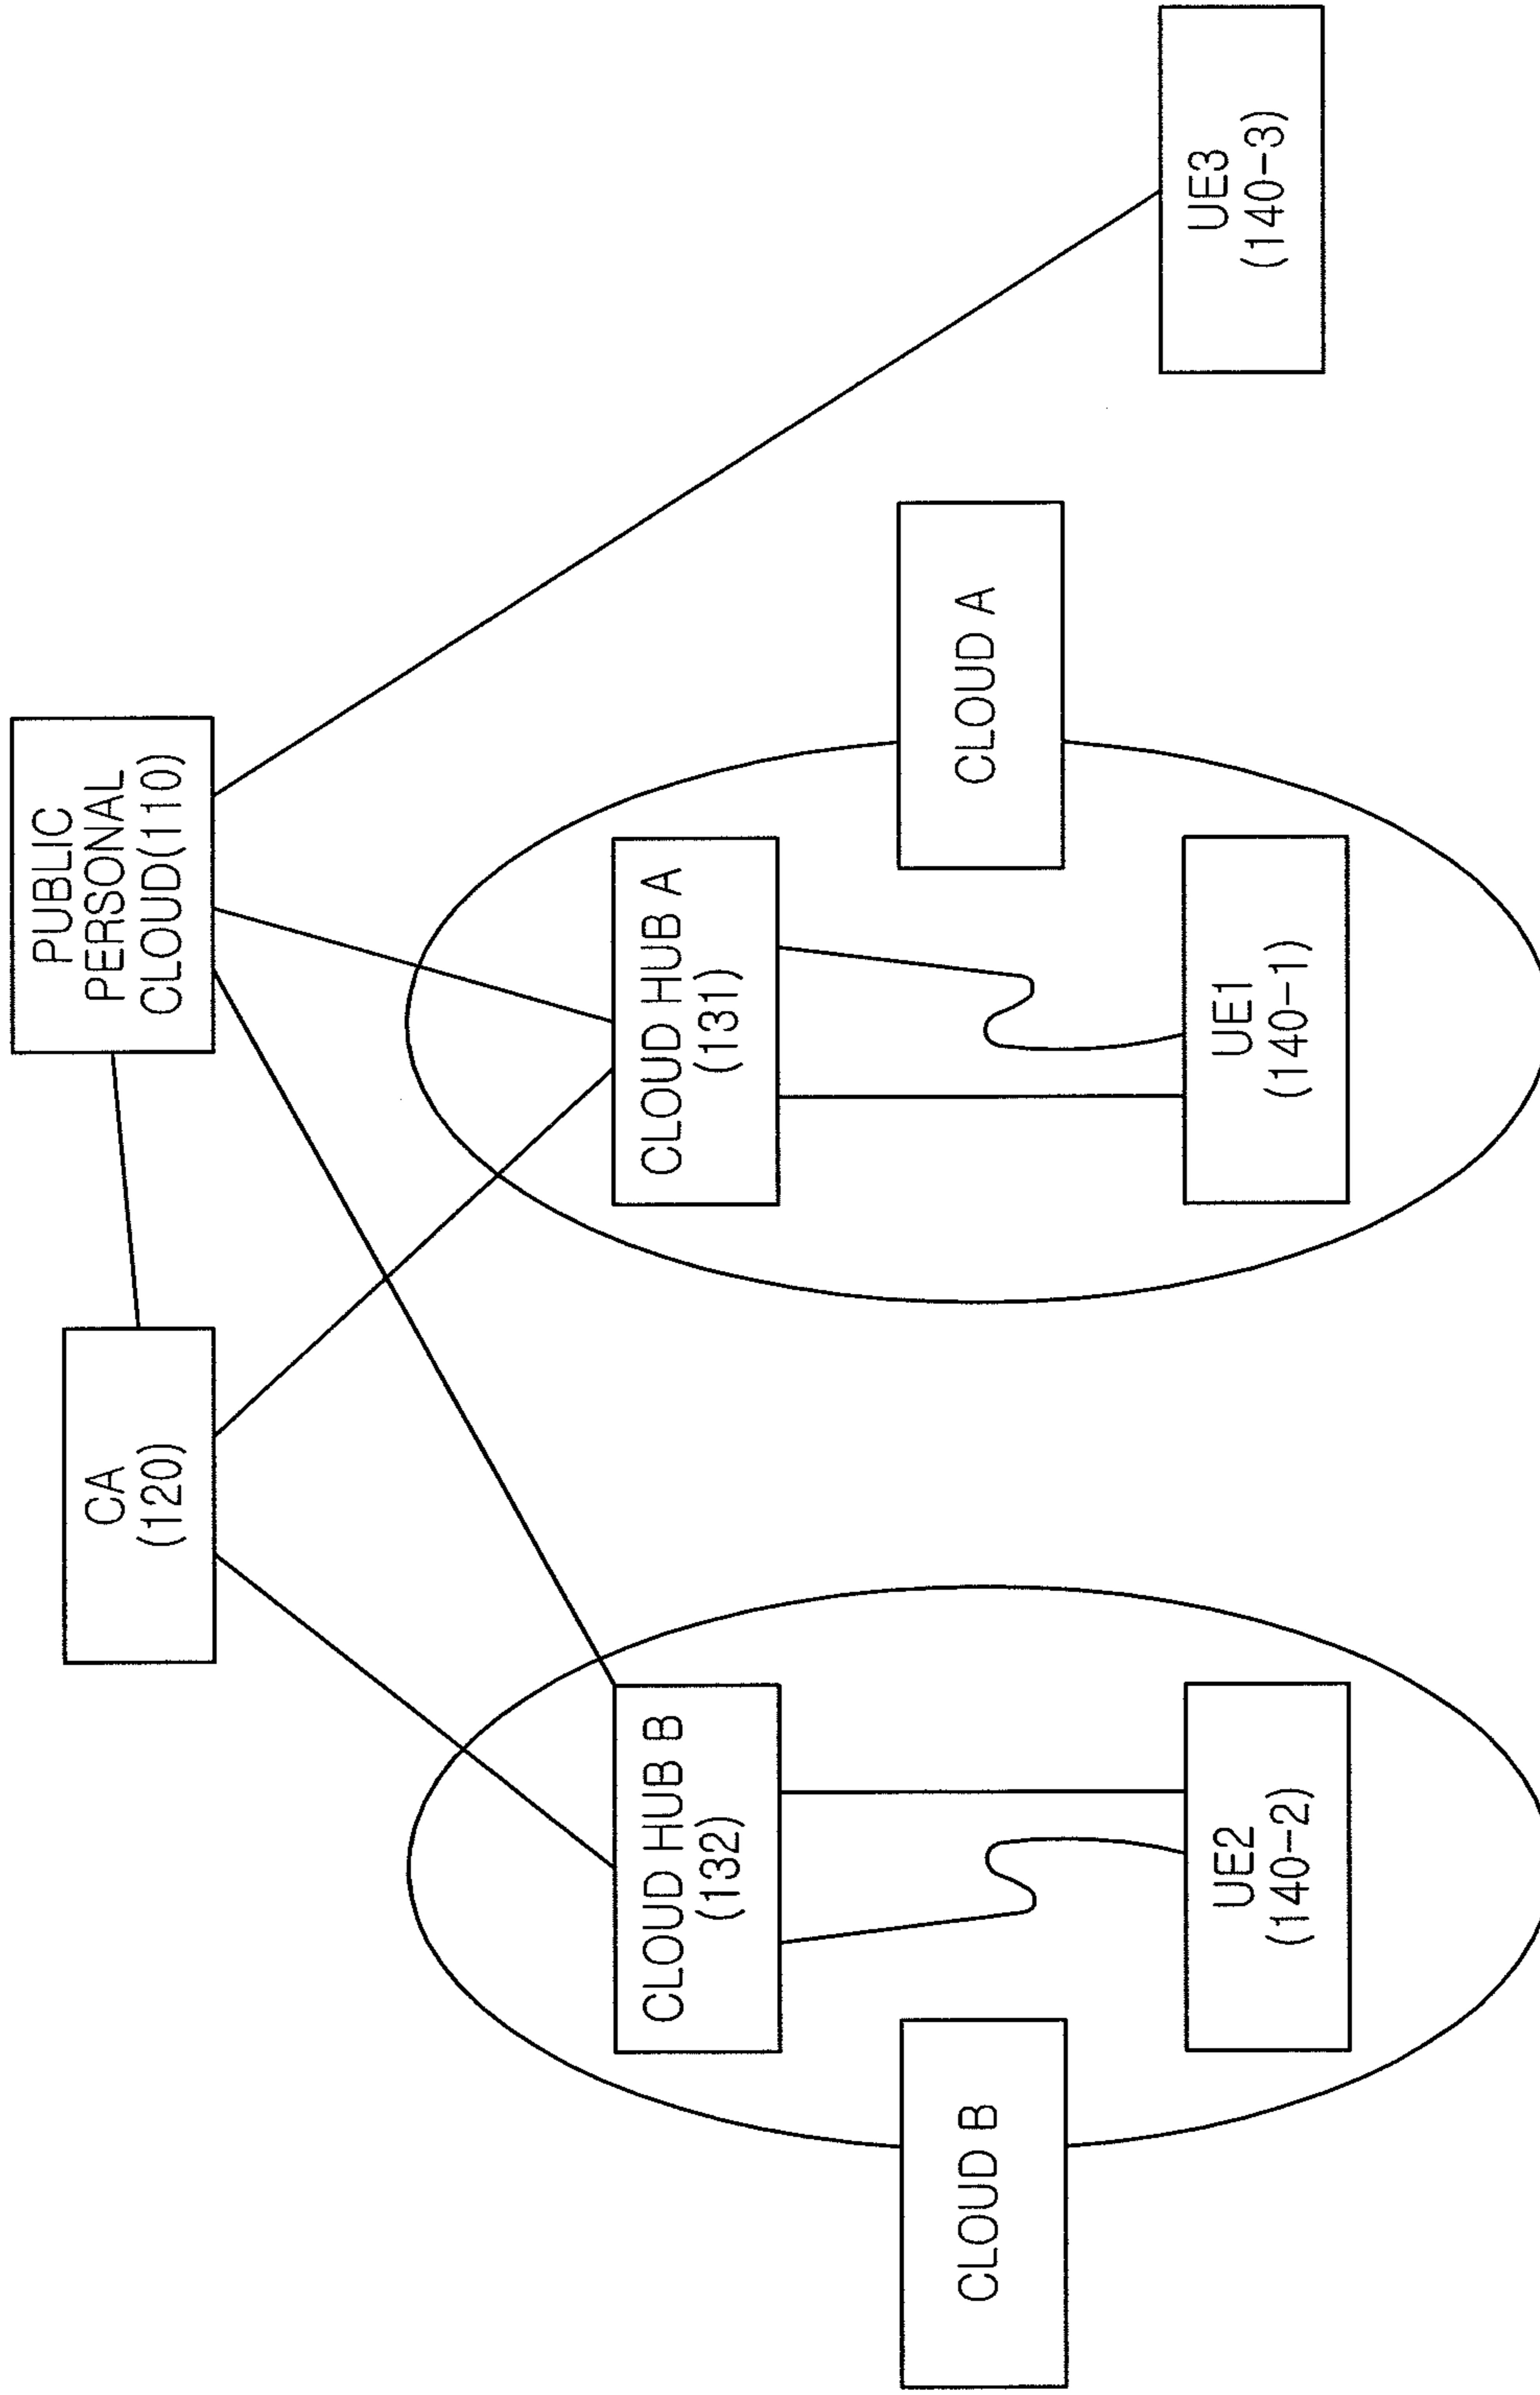 PUBLIC
PERSONAL
CLOUD(110)
CA
(120)
CLOUD HUB B
(132)
CLOUD HUB A
(131)
CLOUD B
CLOUD A
UE2
(140-2)
UE1
(140-1)
UE3
(140-3)